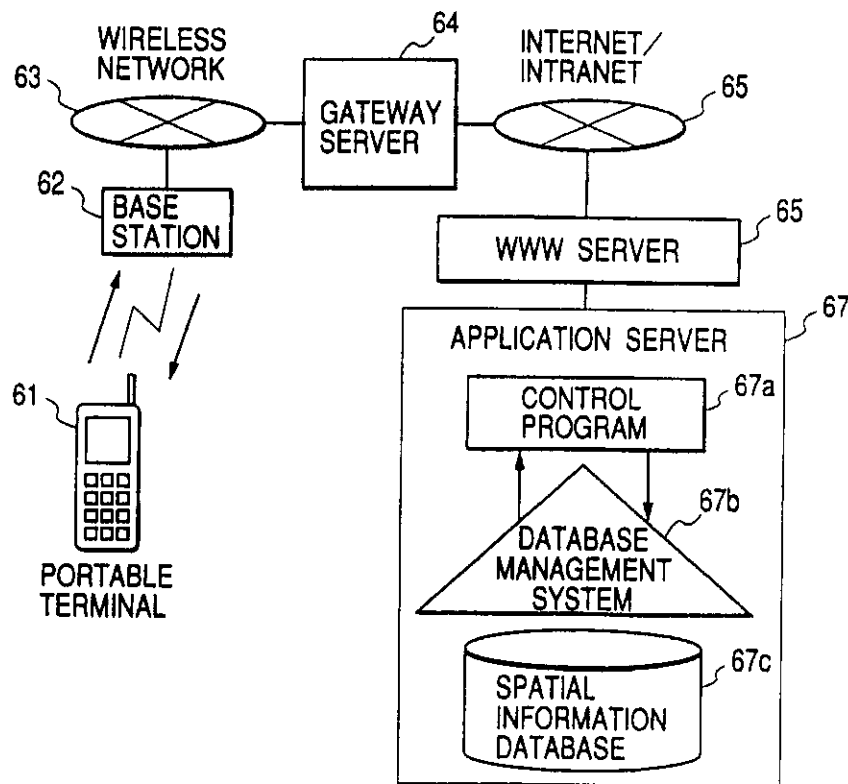 WIRELESS
NETWORK
63
64
GATEWAY
SERVER
INTERNET/
INTRANET
65
62
BASE
STATION
65
WWW SERVER
61
PORTABLE
TERMINAL
67
APPLICATION SERVER
67a
CONTROL
PROGRAM
67b
DATABASE
MANAGEMENT
SYSTEM
67c
SPATIAL
INFORMATION
DATABASE